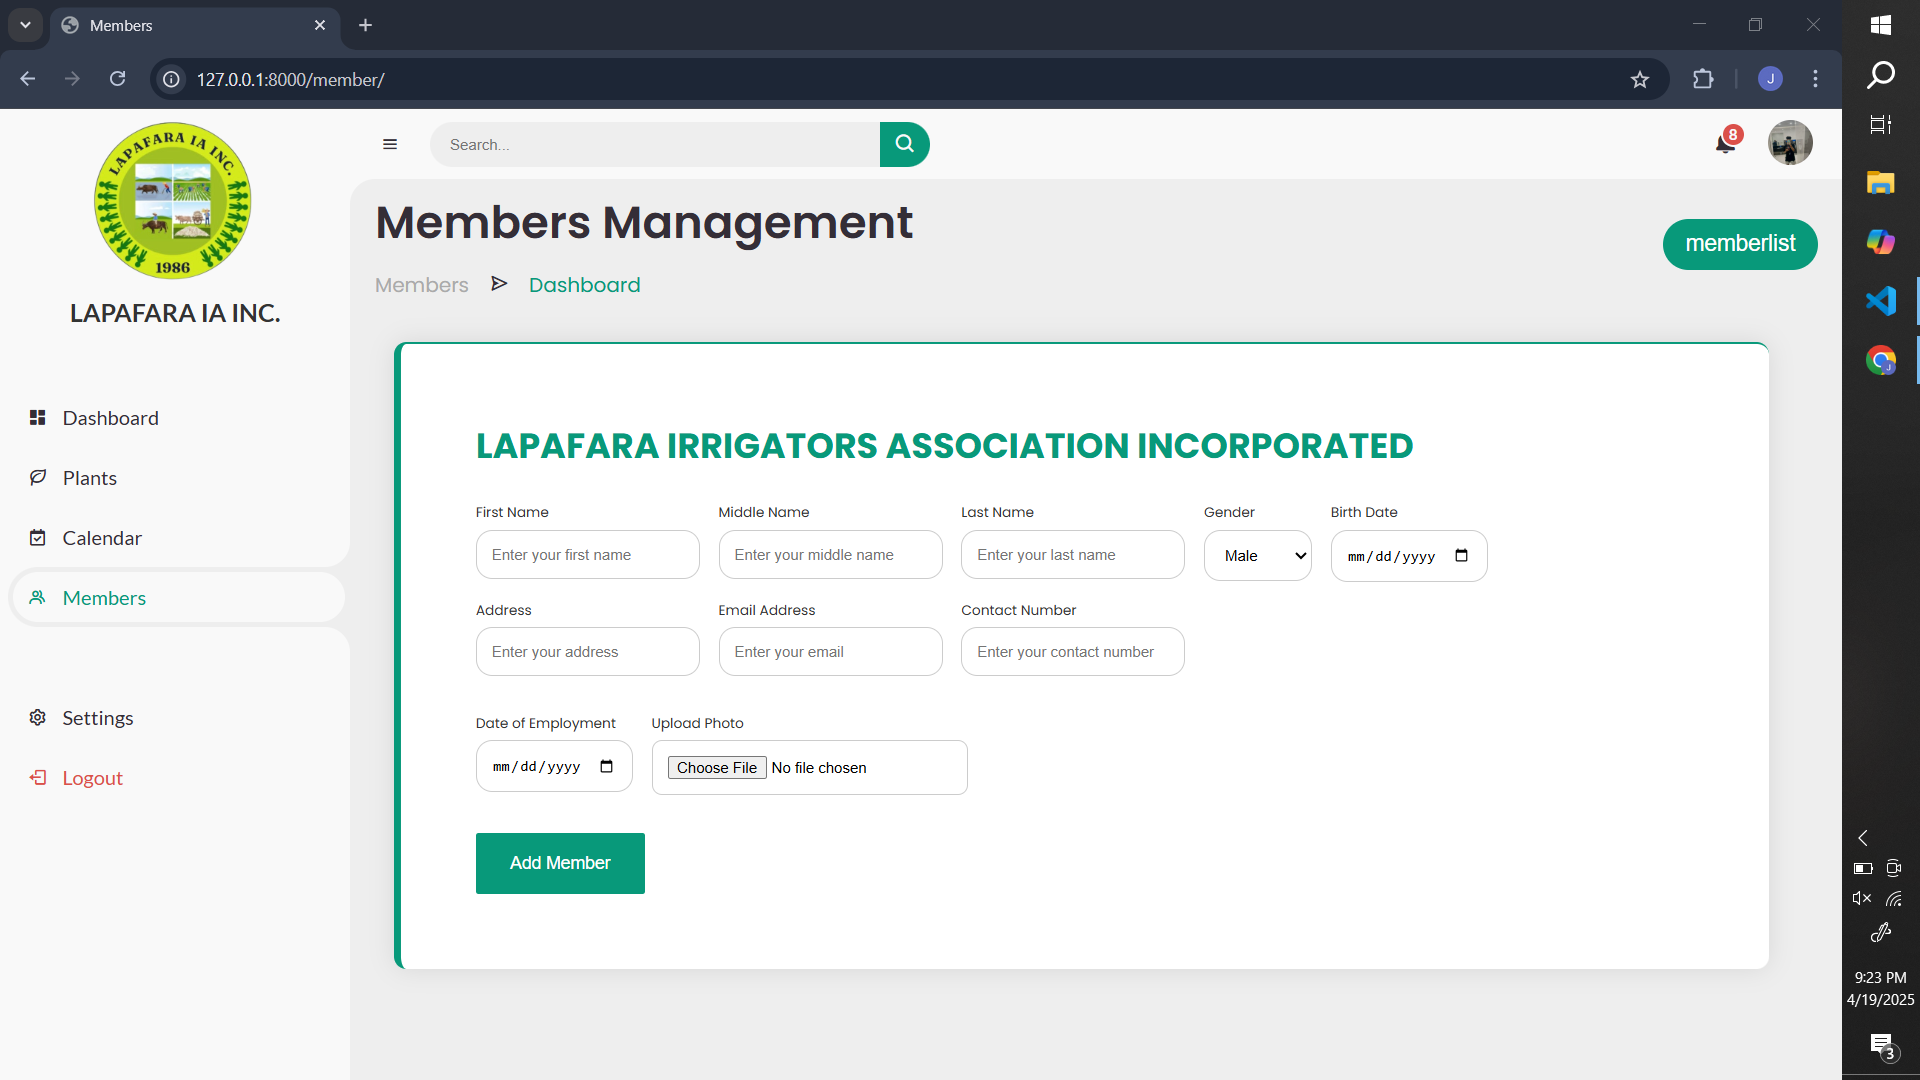 Members
127.0.0.1:8000/member/
LAPAFARA IA INC.
1986
LAPAFARA IA INC.
Dashboard
Plants
Calendar
Members
Settings
Logout
Search...
8
Members Management
memberlist
Members Dashboard
LAPAFARA IRRIGATORS ASSOCIATION INCORPORATED
First Name Middle Name Last Name Gender Birth Date
Enter your first name Enter your middle name Enter your last name Male mm/dd/yyyy
Address Email Address Contact Number
Enter your address Enter your email Enter your contact number
Date of Employment Upload Photo
mm/dd/yyyy Choose File No file chosen
Add Member
J
J
9:23 PM
4/19/2025
3